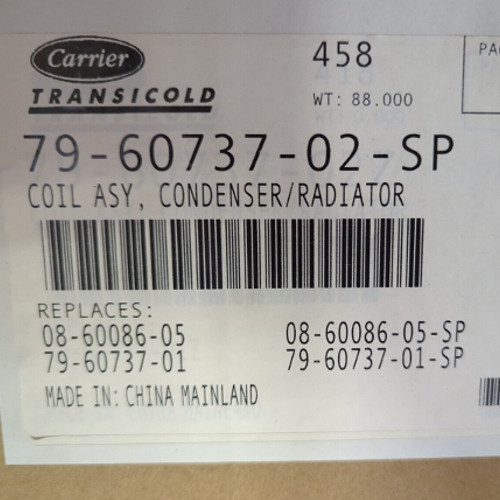 Carrier
TRANSICOLD
458
WT: 88.000
PA
79-60737-02-SP
COIL ASY, CONDENSER/RADIATOR
REPLACES:
08-60086-05 08-60086-05-SP
79-60737-01 79-60737-01-SP
MADE IN: CHINA MAINLAND